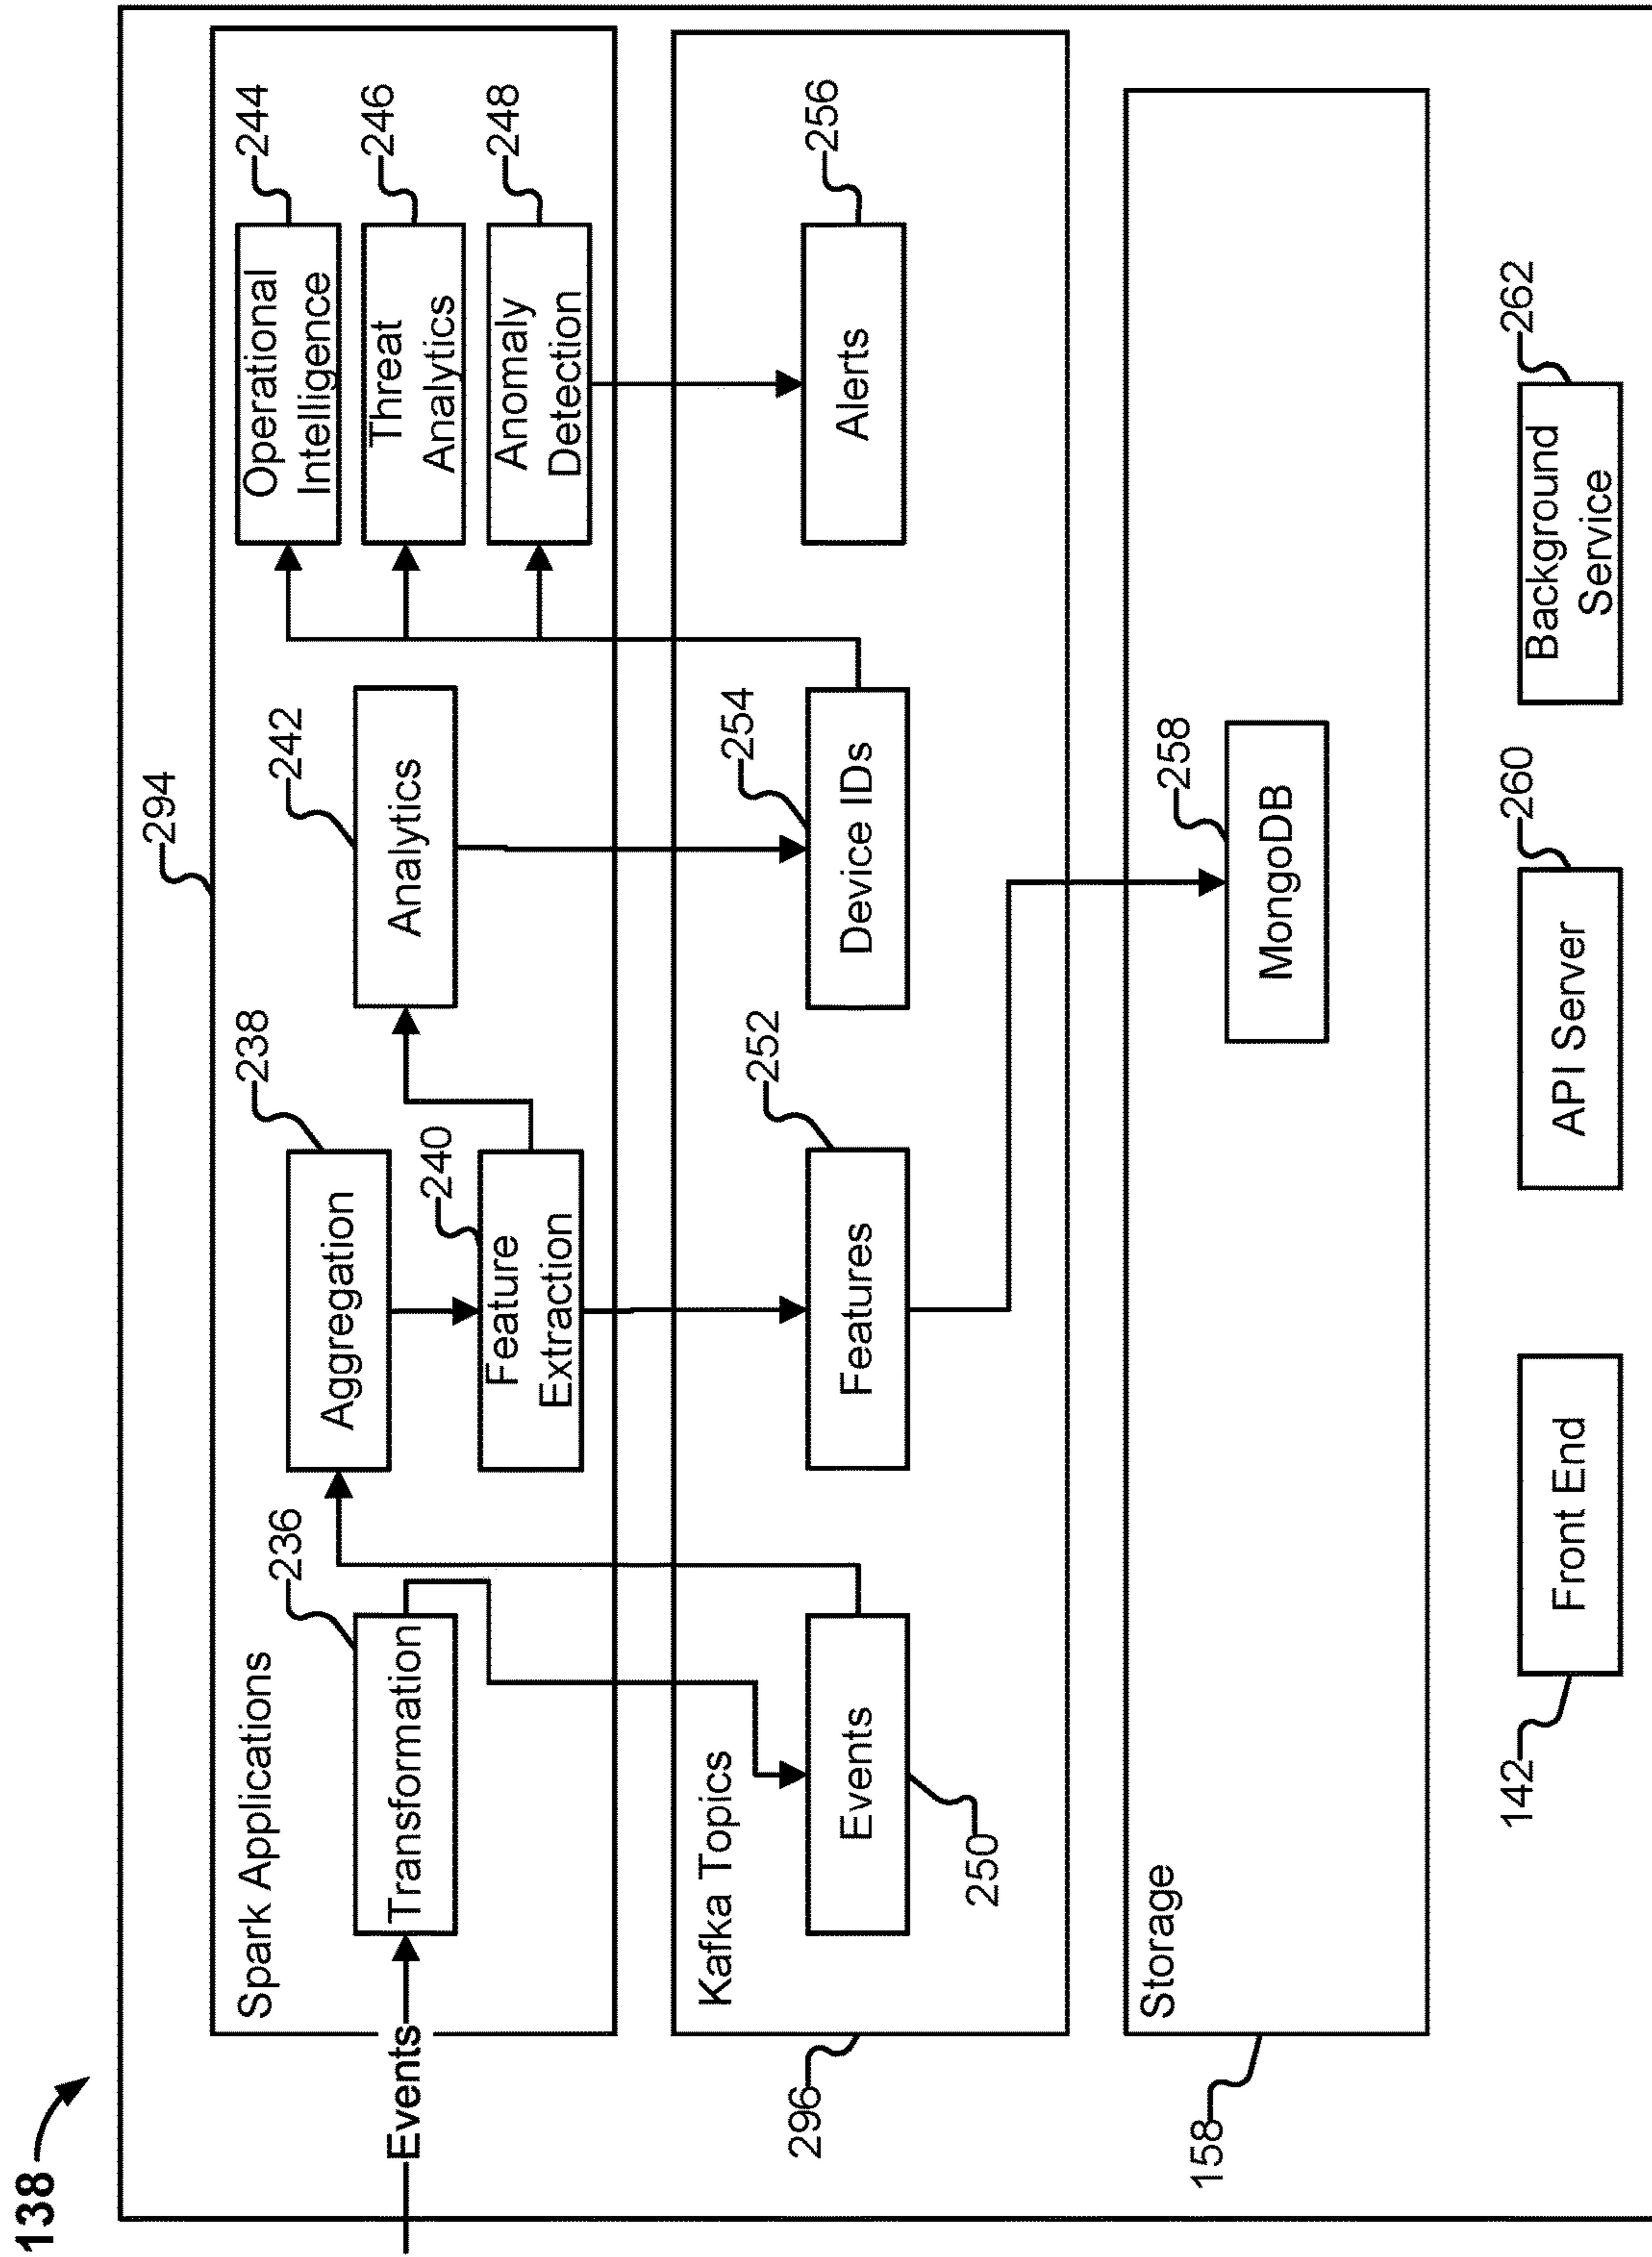 138
294
Spark Applications
Events
Transformation
236
Aggregation
238
Feature
Extraction
240
Analytics
242
Operational
Intelligence
244
Threat
Analytics
246
Anomaly
Detection
248
Kafka Topics
296
Events
250
Features
252
Device IDs
254
Alerts
256
Storage
158
MongoDB
258
Front End
142
API Server
260
Background
Service
262